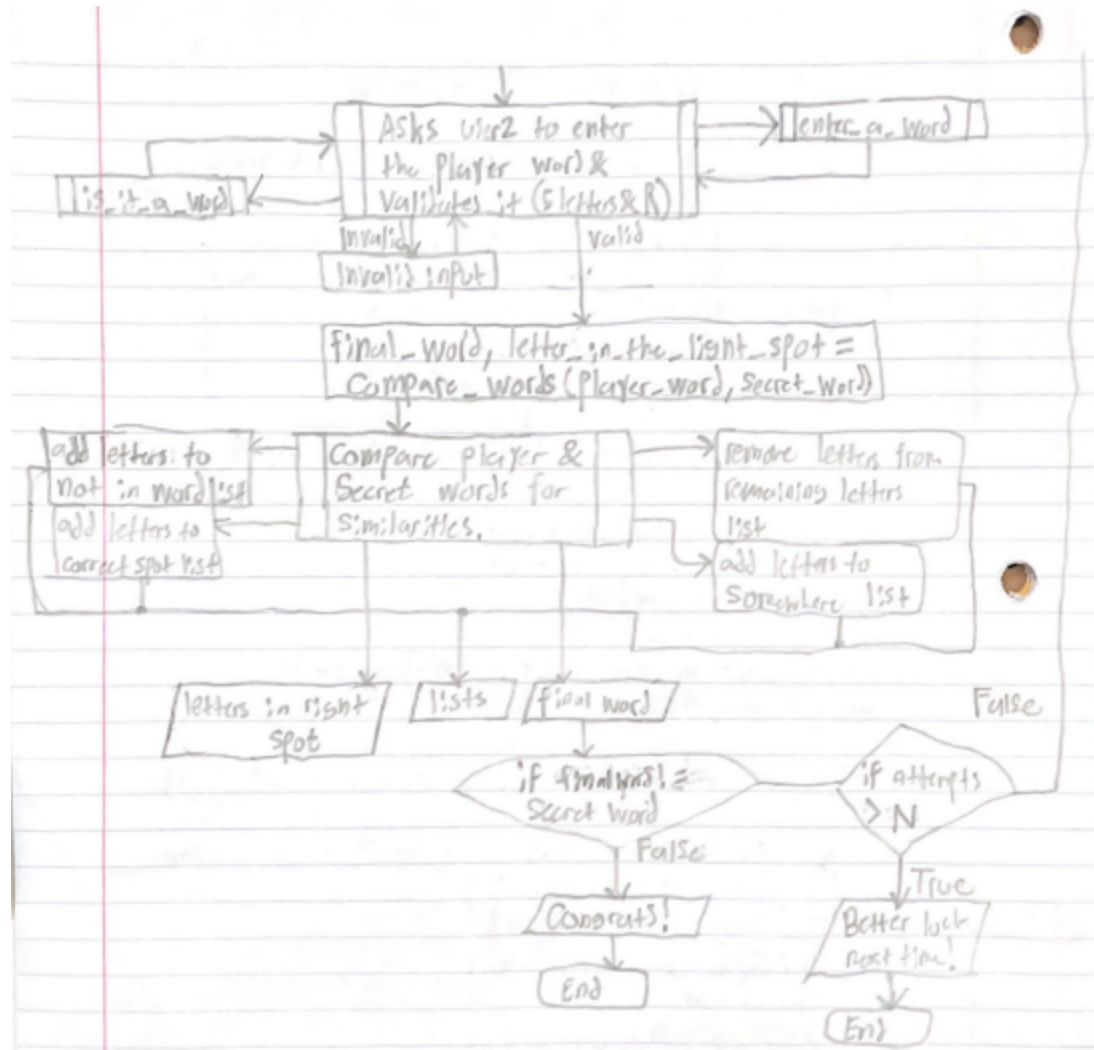 Asks user2 to enter
the player word &
validates it (5 letters & R)
enter_a_word
is_it_a_word
Invalid
valid
Invalid input
final_word, letter_in_the_right_spot =
compare_words(player_word, secret_word)
add letters to
not in word list
add letters to
correct spot list
Compare player &
Secret words for
similarities.
remove letters from
remaining letters
list
add letters to
Somewhere list
letters in right
spot
lists
final word
False
if final word !=
Secret word
if attempts
> N
False
True
Congrats!
Better luck
next time!
End
End